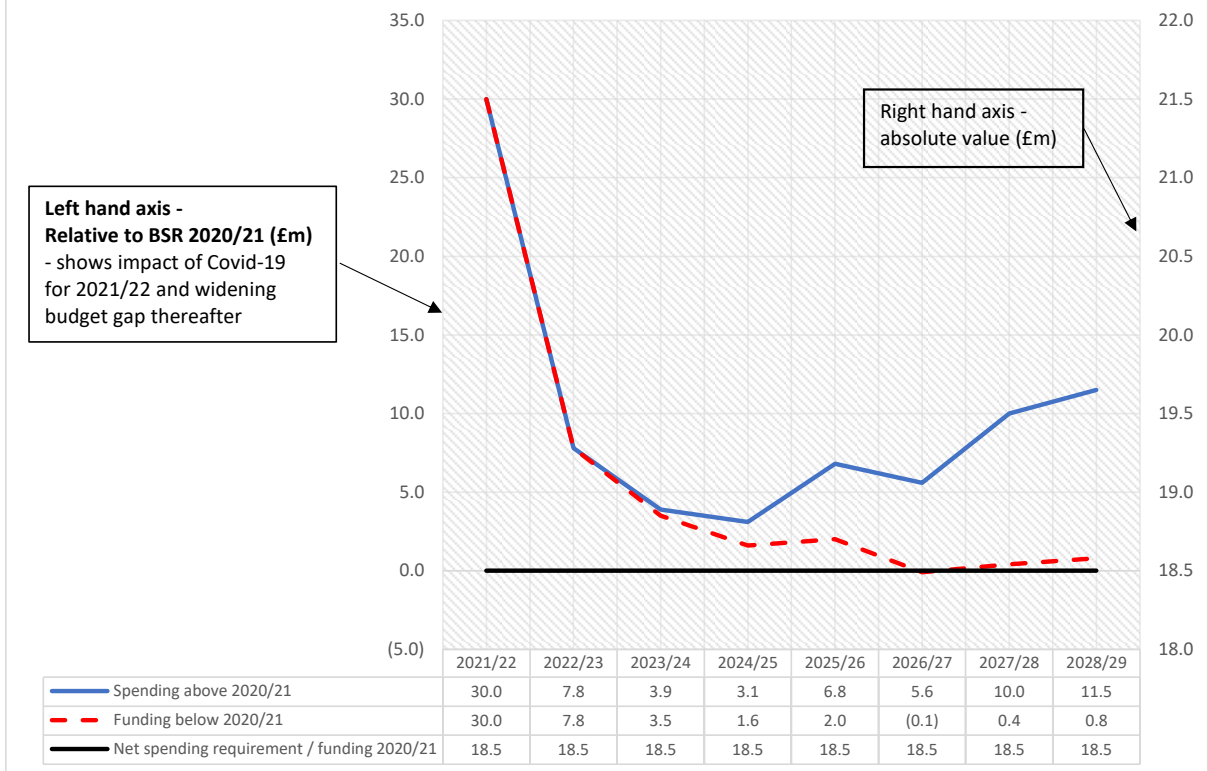 35.0
30.0
25.0
20.0
15.0
10.0
5.0
0.0
(5.0)
22.0
21.5
21.0
20.5
20.0
19.5
19.0
18.5
18.0
Left hand axis -
Relative to BSR 2020/21 (£m)
- shows impact of Covid-19
for 2021/22 and widening
budget gap thereafter
Right hand axis -
absolute value (£m)
2021/22 2022/23 2023/24 2024/25 2025/26 2026/27 2027/28 2028/29
Spending above 2020/21 30.0 7.8 3.9 3.1 6.8 5.6 10.0 11.5
Funding below 2020/21 30.0 7.8 3.5 1.6 2.0 (0.1) 0.4 0.8
Net spending requirement / funding 2020/21 18.5 18.5 18.5 18.5 18.5 18.5 18.5 18.5